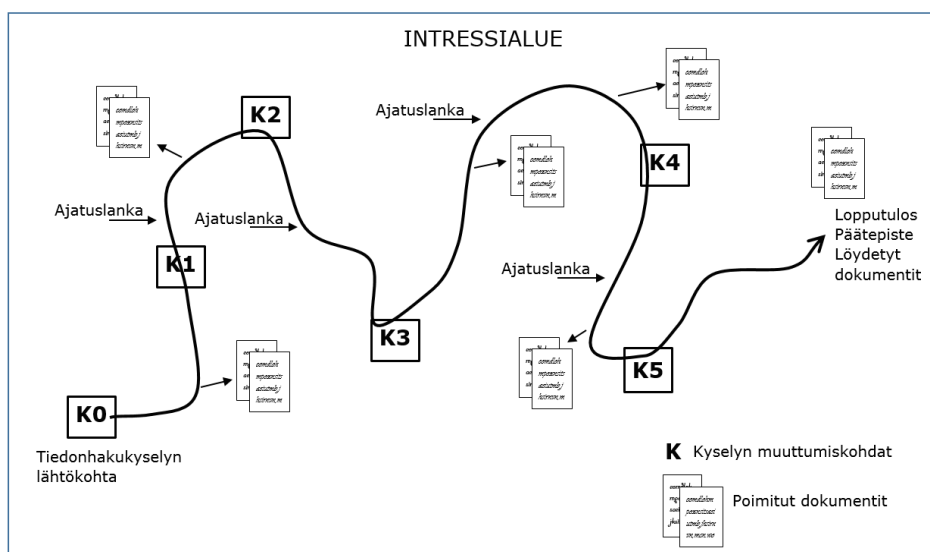 INTRESSIALUE
K2
Ajatuslanka
K4
Ajatuslanka
Ajatuslanka
Lopputulos
Päätepiste
Löydetyt
dokumentit
K1
Ajatuslanka
K3
K5
K0
Tiedonhakukyselyn
lähtökohta
K Kyselyn muuttumiskohdat
Poimitut dokumentit